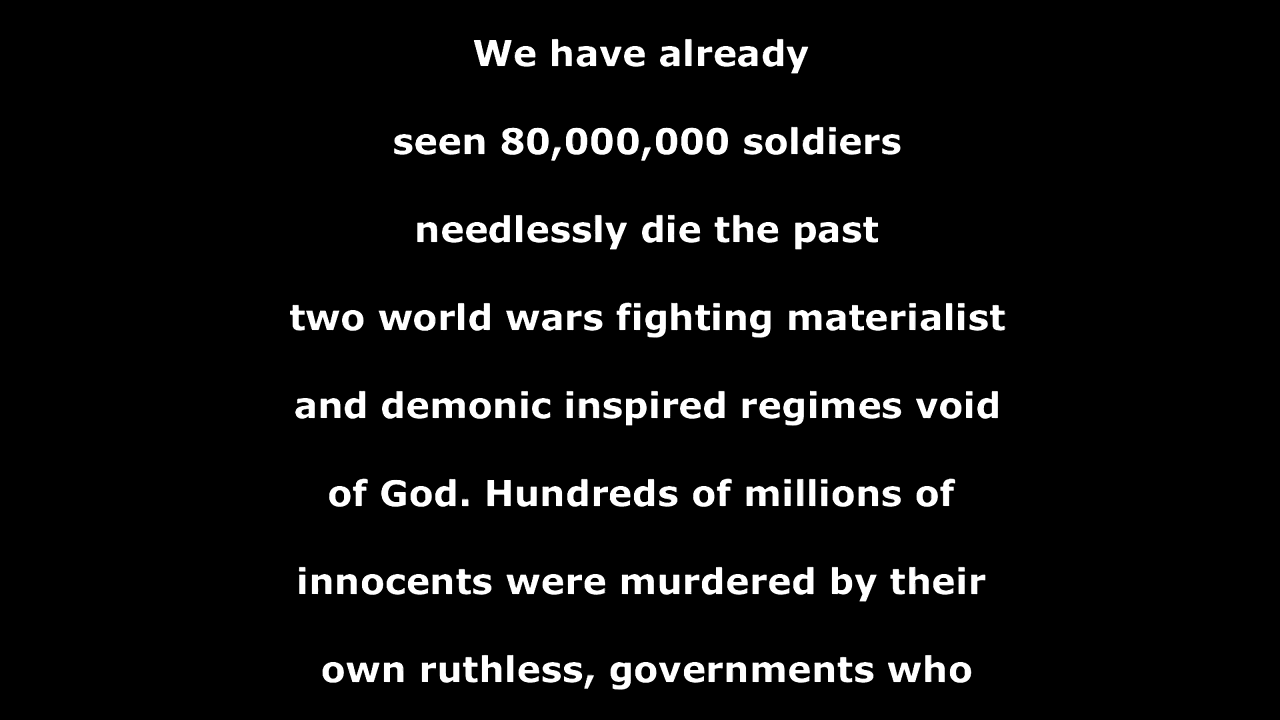 We have already
seen 80,000,000 soldiers
needlessly die the past
two world wars fighting materialist
and demonic inspired regimes void
of God. Hundreds of millions of
innocents were murdered by their
own ruthless, governments who